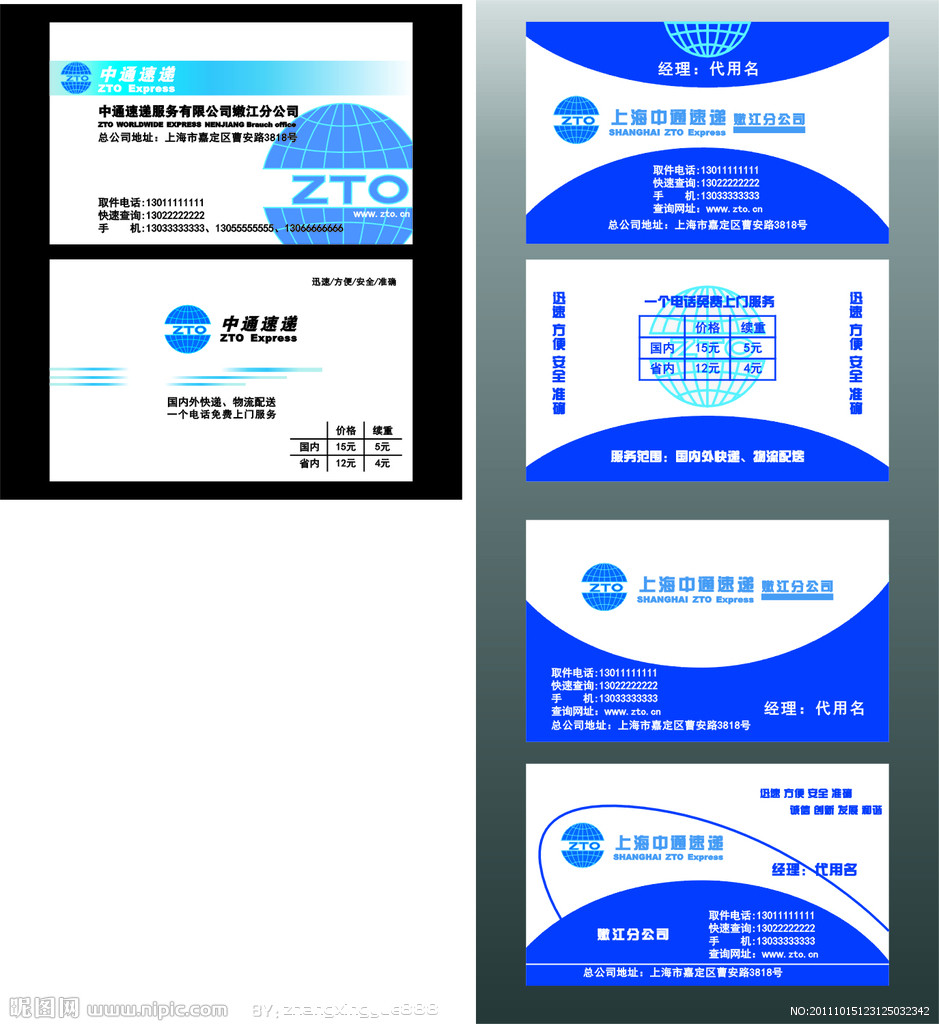 ZTO 中通速递
ZTO Express
中通速递服务有限公司嫩江分公司
ZTO WORLDWIDE EXPRESS NENJIANG Brauch office
总公司地址：上海市嘉定区曹安路3818号
ZTO
www.zto.cn
取件电话:13011111111
快速查询:13022222222
手 机:13033333333、13055555555、13066666666
迅速/方便/安全/准确
ZTO 中通速递
ZTO Express
国内外快递、物流配送
一个电话免费上门服务
价格 续重
国内 15元 5元
省内 12元 4元
经理：代用名
ZTO 上海中通速递 嫩江分公司
SHANGHAI ZTO Express
取件电话:13011111111
快速查询:13022222222
手 机:13033333333
查询网址：www.zto.cn
总公司地址：上海市嘉定区曹安路3818号
迅速 方便 安全 准确
一个电话免费上门服务
ZTO
价格 续重
国内 15元 5元
省内 12元 4元
迅速 方便 安全 准确
服务范围：国内外快递、物流配送
ZTO 上海中通速递 嫩江分公司
SHANGHAI ZTO Express
取件电话:13011111111
快速查询:13022222222
手 机:13033333333
查询网址：www.zto.cn
总公司地址：上海市嘉定区曹安路3818号
经理：代用名
迅速 方便 安全 准确
诚信 创新 发展 和谐
ZTO 上海中通速递
SHANGHAI ZTO Express
经理：代用名
嫩江分公司
取件电话:13011111111
快速查询:13022222222
手 机:13033333333
查询网址：www.zto.cn
总公司地址：上海市嘉定区曹安路3818号
昵图网 www.nipic.com
BY: zhangxingyue888
NO:20111015123125032342